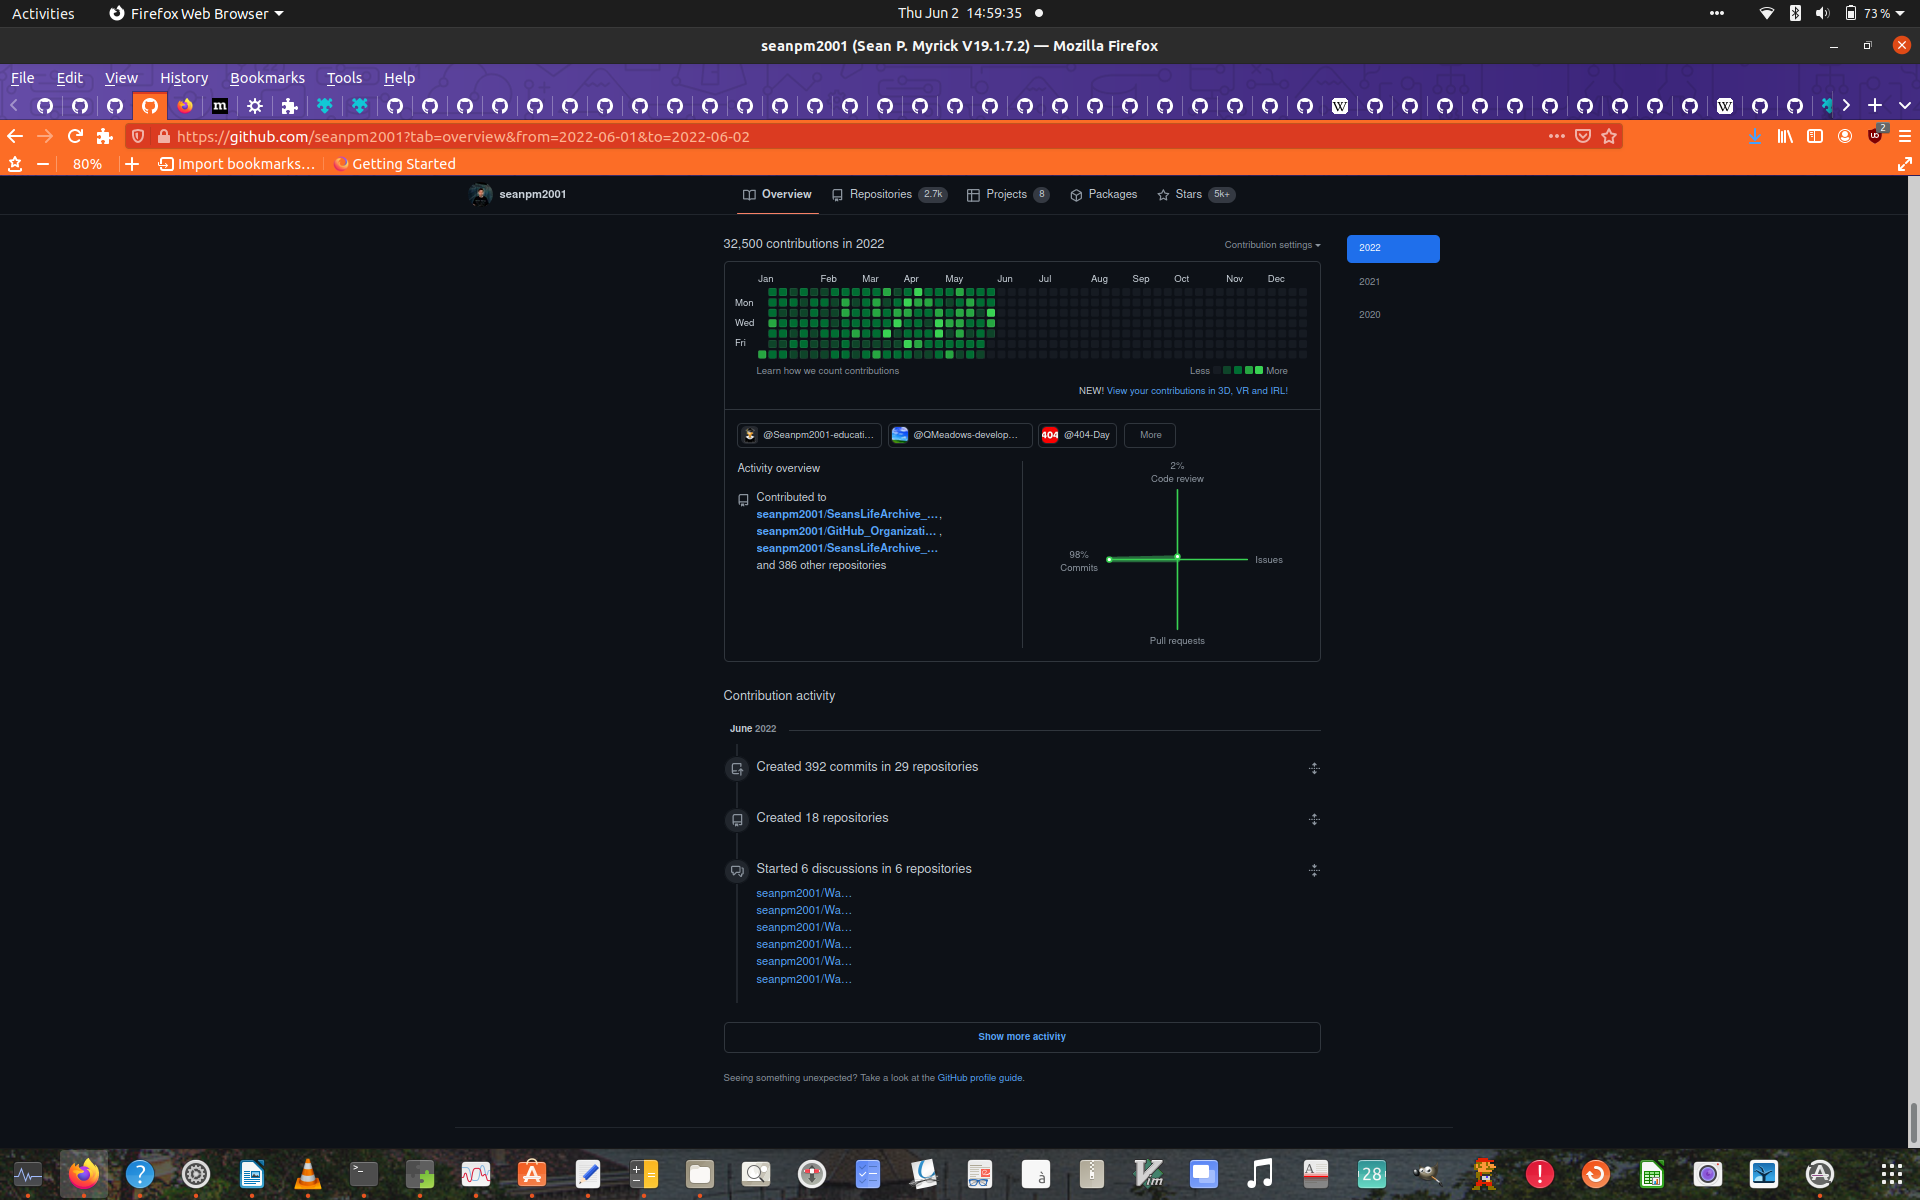 Activities
Firefox Web Browser
Thu Jun 2 14:59:35
73 %
seanpm2001 (Sean P. Myrick V19.1.7.2) — Mozilla Firefox
File Edit View History Bookmarks Tools Help
https://github.com/seanpm2001?tab=overview&from=2022-06-01&to=2022-06-02
2
80%
Import bookmarks...
Getting Started
seanpm2001
Overview
Repositories 2.7k
Projects 8
Packages
Stars 5k+
32,500 contributions in 2022
Contribution settings
2022
2021
2020
Jan Feb Mar Apr May Jun Jul Aug Sep Oct Nov Dec
Mon
Wed
Fri
Learn how we count contributions
Less More
NEW! View your contributions in 3D, VR and IRL!
@Seanpm2001-educati...
@QMeadows-develop...
404 @404-Day
More
Activity overview
Contributed to
seanpm2001/SeansLifeArchive_...,
seanpm2001/GitHub_Organizati... ,
seanpm2001/SeansLifeArchive_...
and 386 other repositories
2%
Code review
98%
Commits
Issues
Pull requests
Contribution activity
June 2022
Created 392 commits in 29 repositories
Created 18 repositories
Started 6 discussions in 6 repositories
seanpm2001/Wa...
seanpm2001/Wa...
seanpm2001/Wa...
seanpm2001/Wa...
seanpm2001/Wa...
seanpm2001/Wa...
Show more activity
Seeing something unexpected? Take a look at the GitHub profile guide.
28